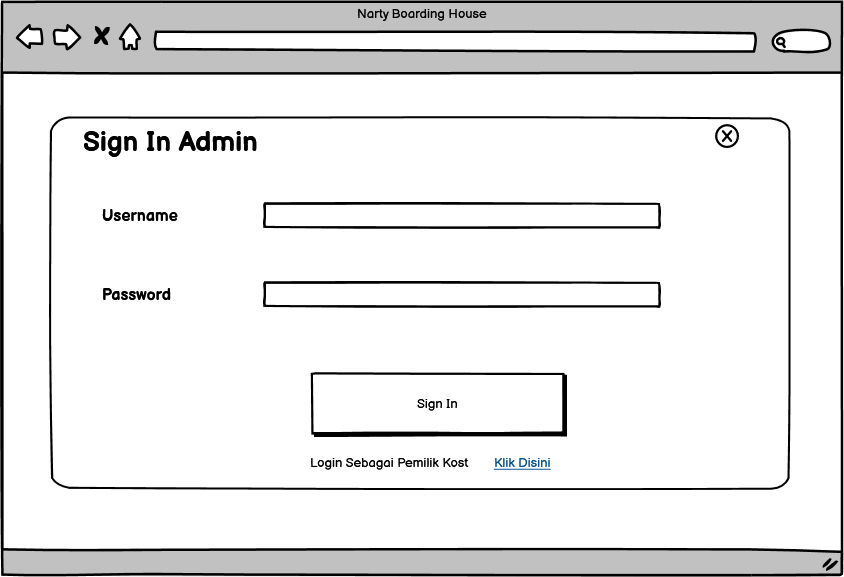 Narty Boarding House
Sign In Admin
Username
Password
Sign In
Login Sebagai Pemilik Kost Klik Disini